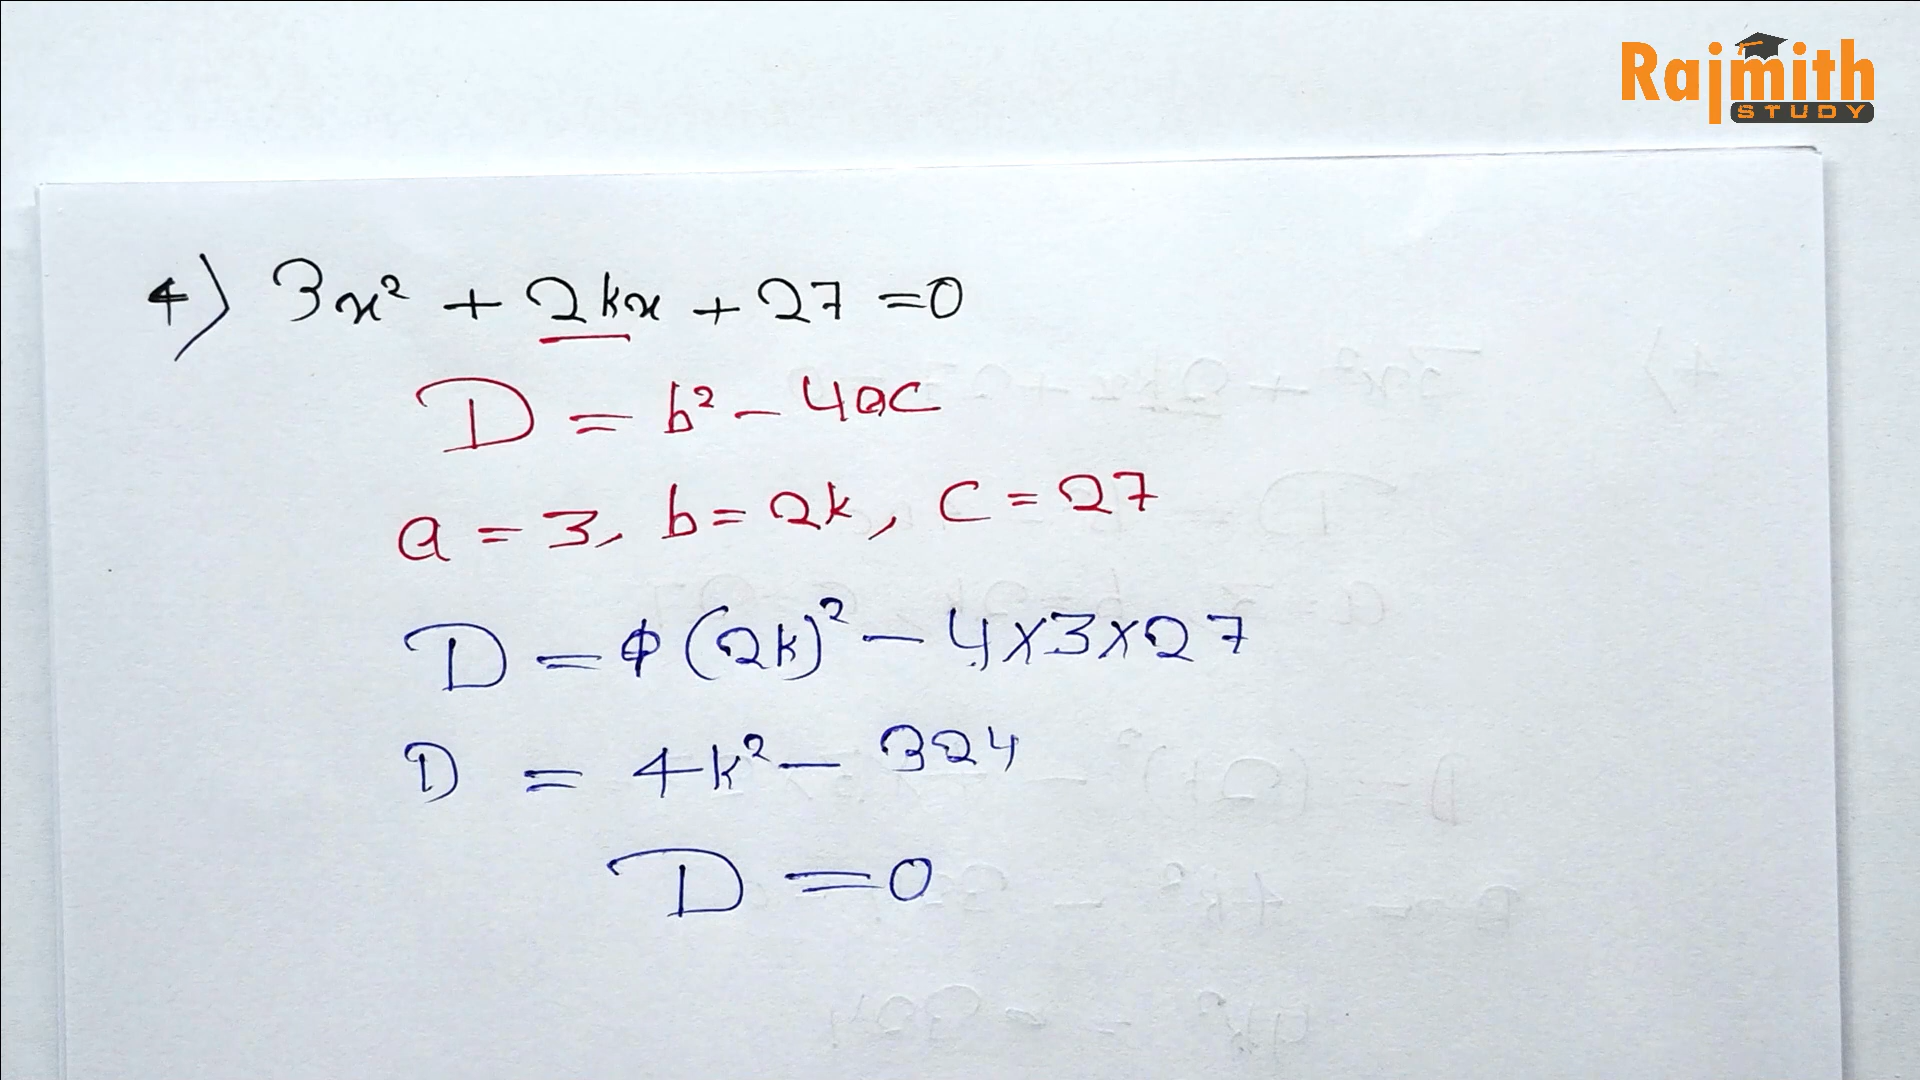 Rajmith
STUDY
4) 3x² + 2kx + 27 = 0
D = b² - 4ac
a = 3, b = 2k, c = 27
D = (2k)² - 4×3×27
D = 4k² - 324
D = 0